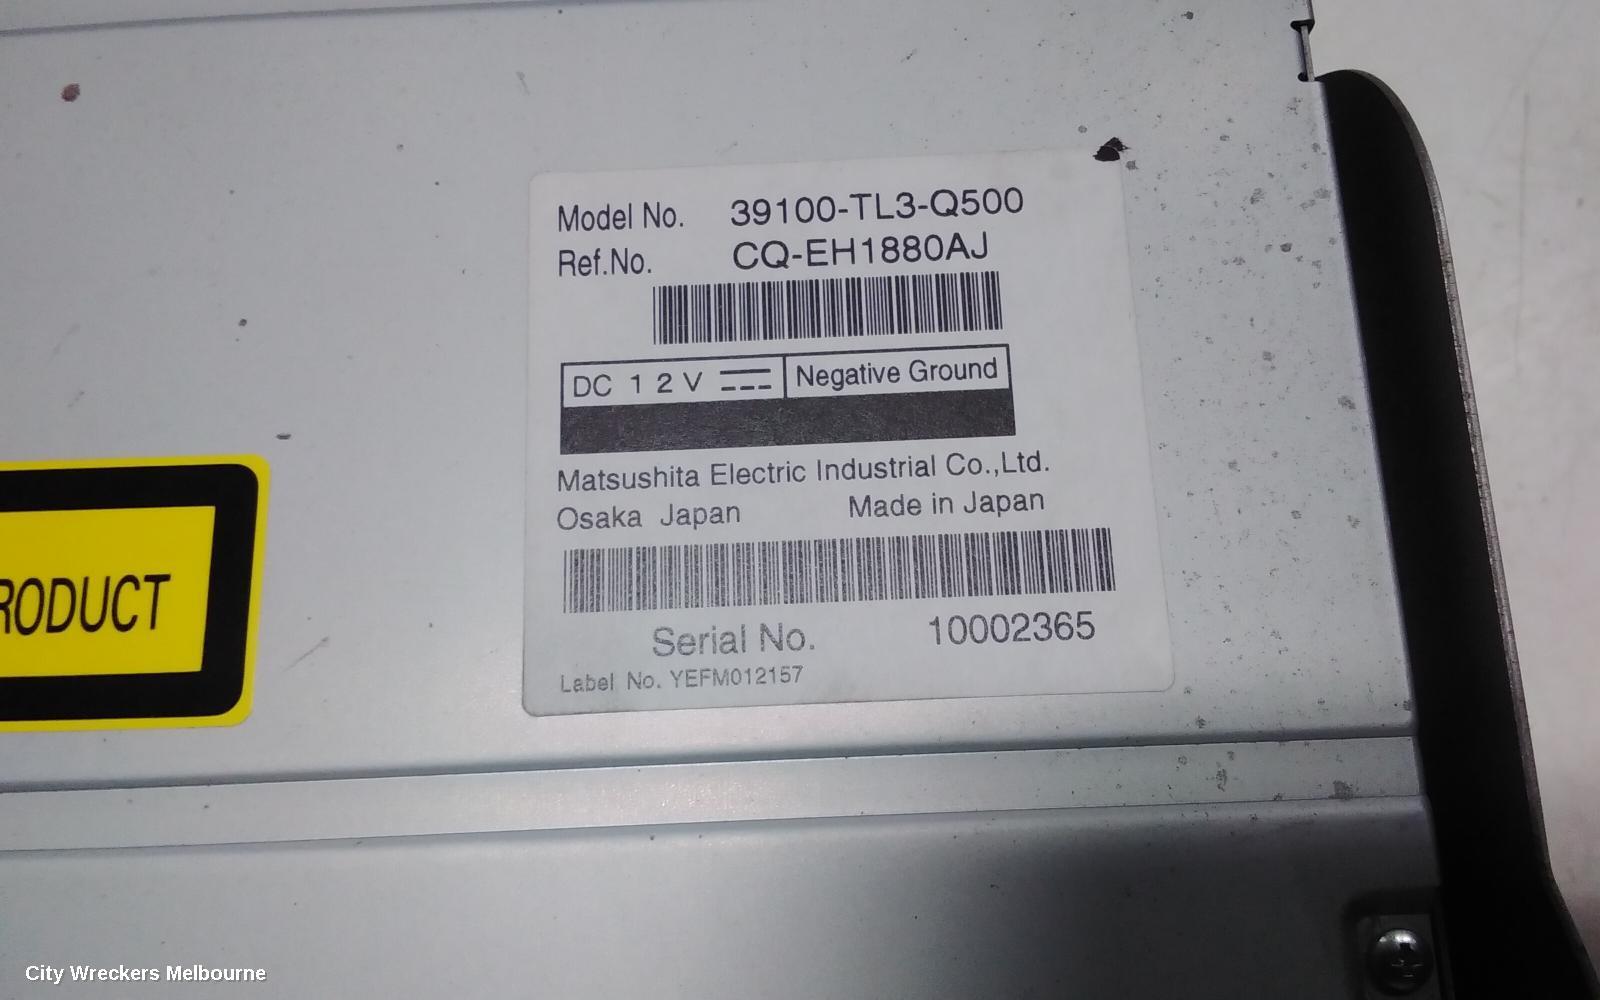 Model No. 39100-TL3-Q500
Ref.No. CQ-EH1880AJ
DC 12V Negative Ground
Matsushita Electric Industrial Co.,Ltd.
Osaka Japan Made in Japan
RODUCT
Serial No. 10002365
Label No. YEFM012157
City Wreckers Melbourne